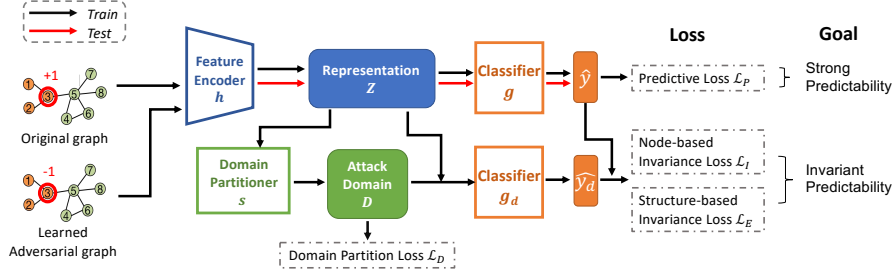 Train
Test
Loss
Goal
+1
1
2
3
5
7
8
4
6
Original graph
-1
1
2
3
5
7
8
4
6
Learned
Adversarial graph
Feature
Encoder
h
Representation
Z
Classifier
g
ŷ
Predictive Loss ℒ_P
Strong
Predictability
Domain
Partitioner
s
Attack
Domain
D
Classifier
g_d
ŷ_d
Node-based
Invariance Loss ℒ_I
Structure-based
Invariance Loss ℒ_E
Invariant
Predictability
Domain Partition Loss ℒ_D